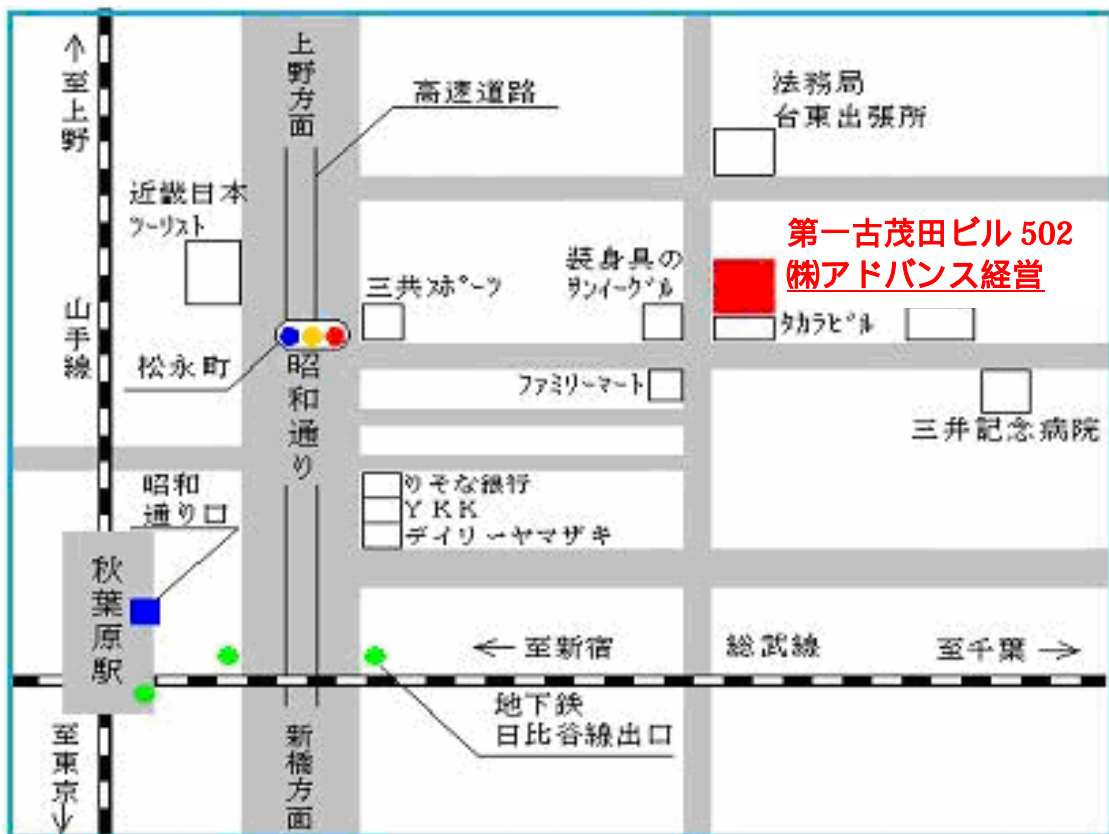 至上野
上野方面
高速道路
法務局
台東出張所
近畿日本
ツーリスト
第一古茂田ビル 502
㈱アドバンス経営
装身具の
サンイーグル
三共スポーツ
タカラビル
山手線
松永町
昭和通り
ファミリーマート
三井記念病院
昭和
通り口
りそな銀行
YKK
デイリーヤマザキ
秋葉原駅
至新宿
総武線
至千葉
地下鉄
日比谷線出口
至東京
新橋方面